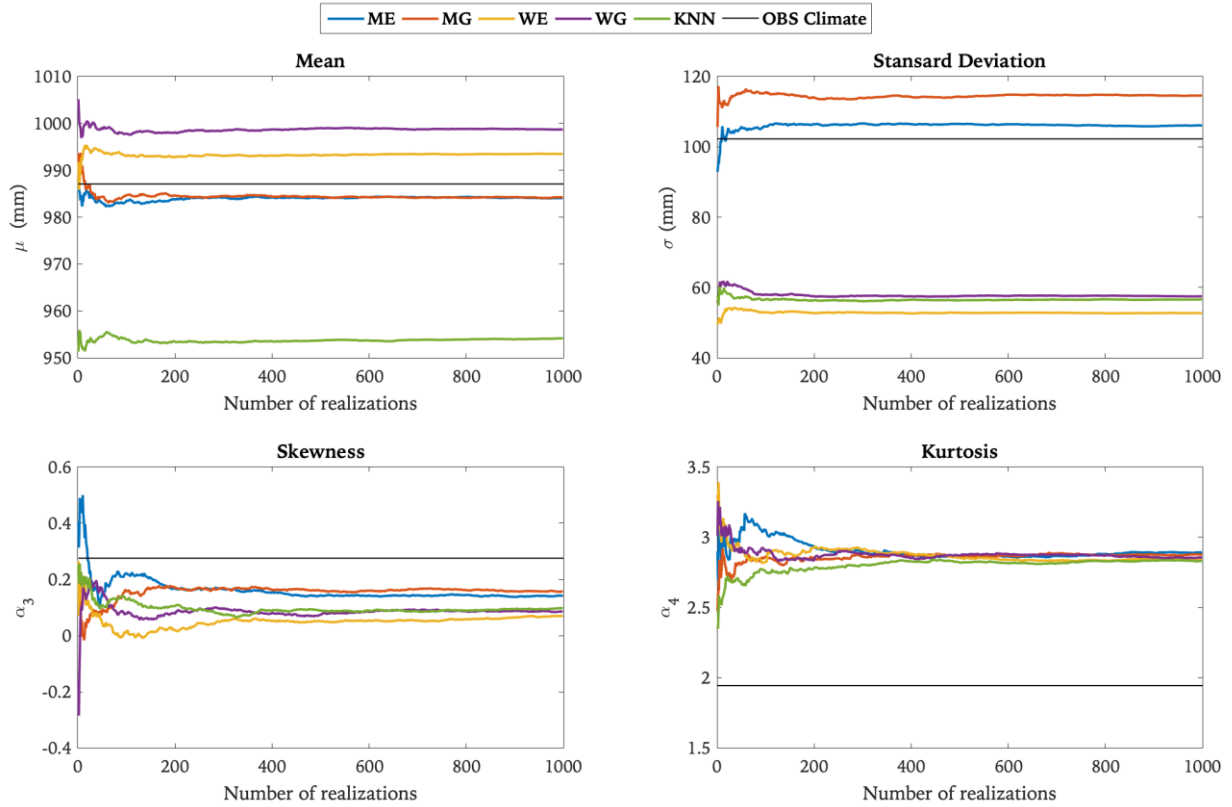 ME MG WE WG KNN OBS Climate
Mean
1010
1000
990
980
970
960
950
μ (mm)
0 200 400 600 800 1000
Number of realizations
Stansard Deviation
120
100
80
60
40
σ (mm)
0 200 400 600 800 1000
Number of realizations
Skewness
0.6
0.4
0.2
0
-0.2
-0.4
α3
0 200 400 600 800 1000
Number of realizations
Kurtosis
3.5
3
2.5
2
1.5
α4
0 200 400 600 800 1000
Number of realizations